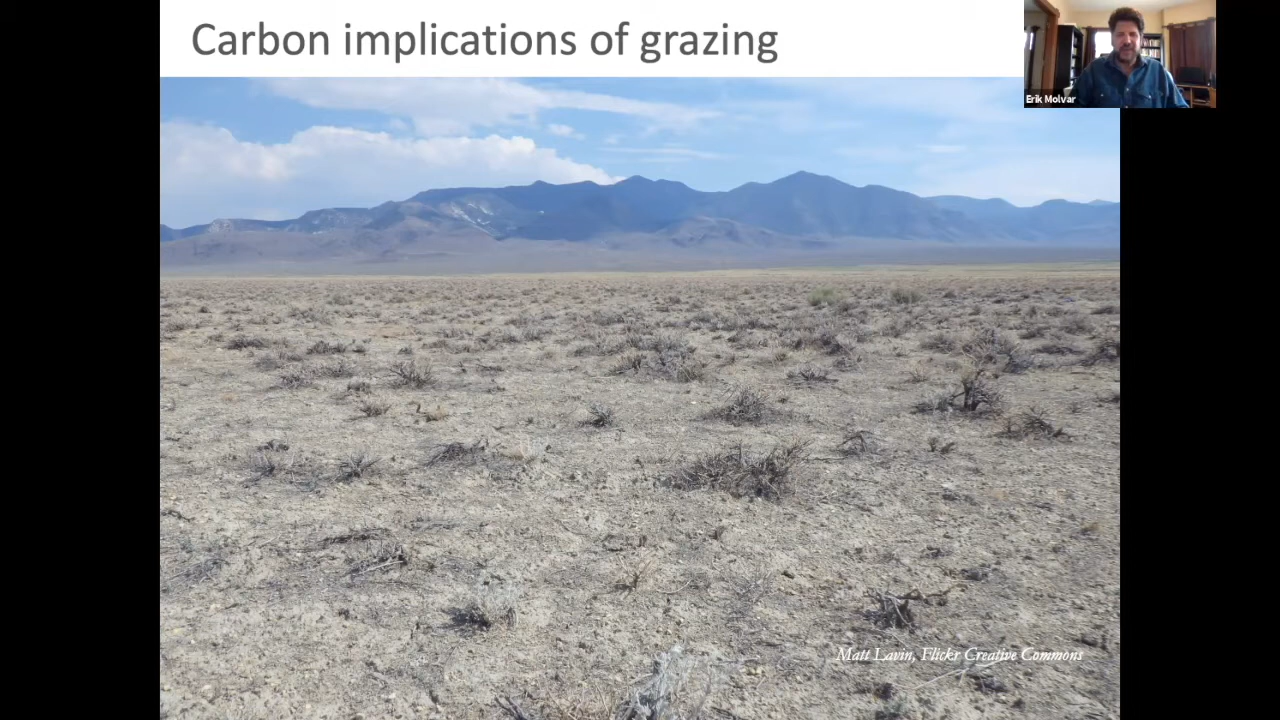 Carbon implications of grazing
Erik Molvar
Matt Lavin, Flickr Creative Commons